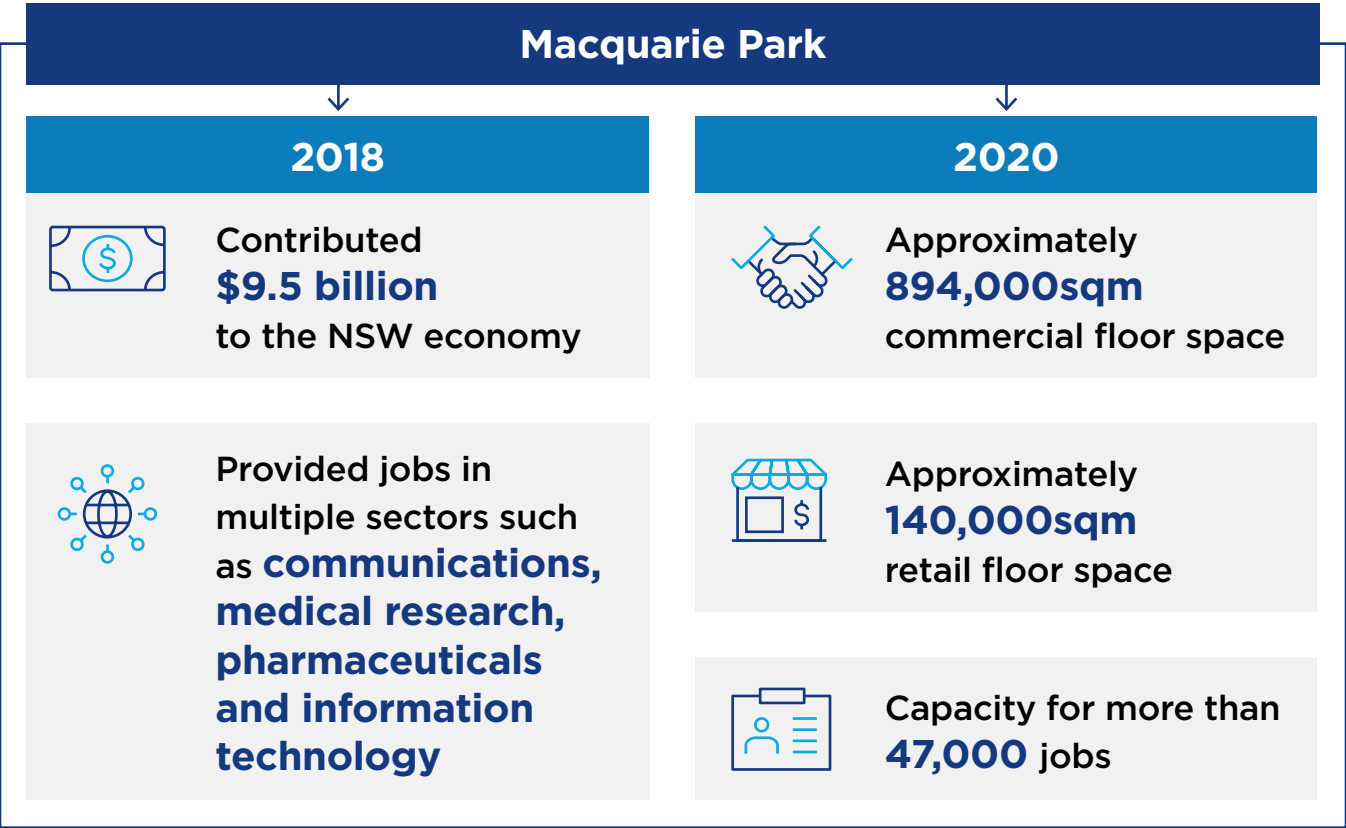 Macquarie Park
2018
Contributed
$9.5 billion
to the NSW economy
Provided jobs in
multiple sectors such
as communications,
medical research,
pharmaceuticals
and information
technology
2020
Approximately
894,000sqm
commercial floor space
Approximately
140,000sqm
retail floor space
Capacity for more than
47,000 jobs